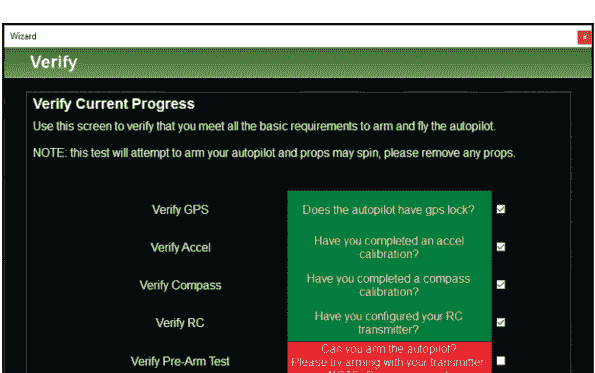 Wizard
Verify
Verify Current Progress
Use this screen to verify that you meet all the basic requirements to arm and fly the autopilot.
NOTE: this test will attempt to arm your autopilot and props may spin, please remove any props.
Verify GPS
Does the autopilot have gps lock?
Verify Accel
Have you completed an accel
calibration?
Verify Compass
Have you completed a compass
calibration?
Verify RC
Have you configured your RC
transmitter?
Verify Pre-Arm Test
Can you arm the autopilot?
Please try arming with your transmitter